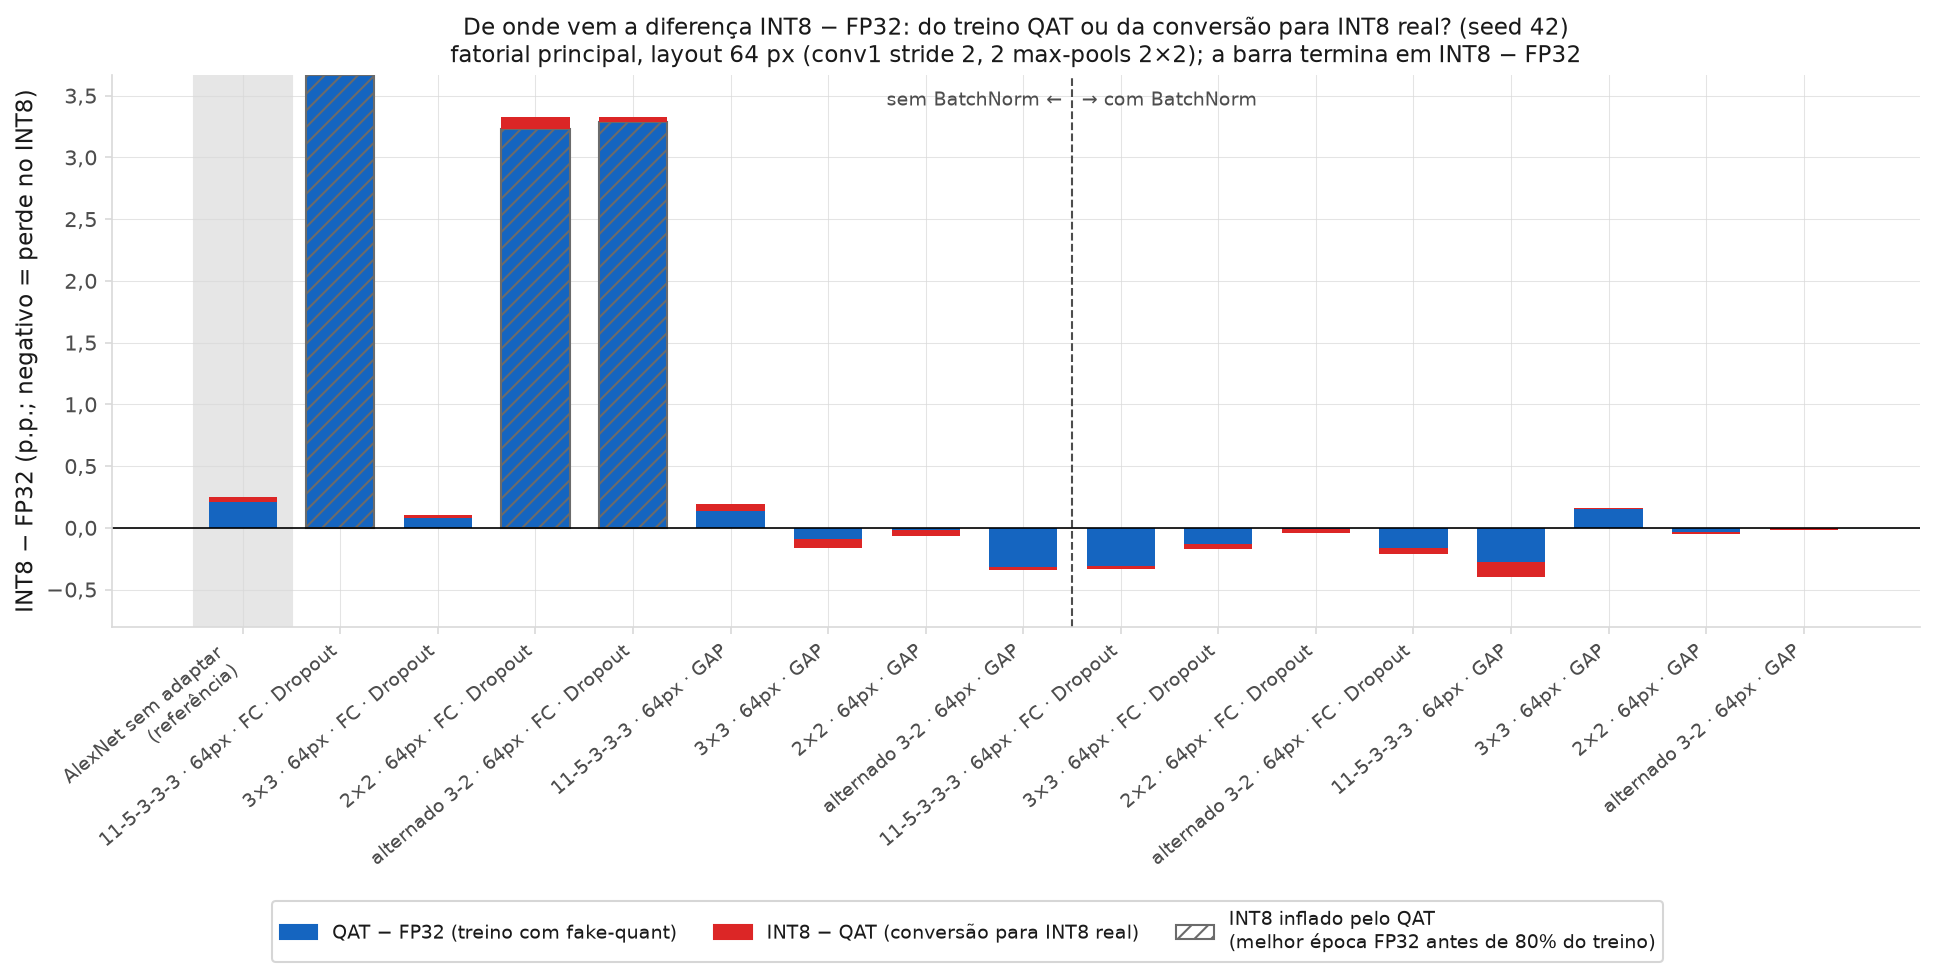 De onde vem a diferença INT8 − FP32: do treino QAT ou da conversão para INT8 real? (seed 42)
fatorial principal, layout 64 px (conv1 stride 2, 2 max-pools 2×2); a barra termina em INT8 − FP32
INT8 − FP32 (p.p.; negativo = perde no INT8)
3,5
3,0
2,5
2,0
1,5
1,0
0,5
0,0
−0,5
sem BatchNorm ←
→ com BatchNorm
AlexNet sem adaptar
(referência)
11-5-3-3-3 · 64px · FC · Dropout
3×3 · 64px · FC · Dropout
2×2 · 64px · FC · Dropout
alternado 3-2 · 64px · FC · Dropout
11-5-3-3-3 · 64px · GAP
3×3 · 64px · GAP
2×2 · 64px · GAP
alternado 3-2 · 64px · GAP
11-5-3-3-3 · 64px · FC · Dropout
3×3 · 64px · FC · Dropout
2×2 · 64px · FC · Dropout
alternado 3-2 · 64px · FC · Dropout
11-5-3-3-3 · 64px · GAP
3×3 · 64px · GAP
2×2 · 64px · GAP
alternado 3-2 · 64px · GAP
QAT − FP32 (treino com fake-quant)
INT8 − QAT (conversão para INT8 real)
INT8 inflado pelo QAT
(melhor época FP32 antes de 80% do treino)